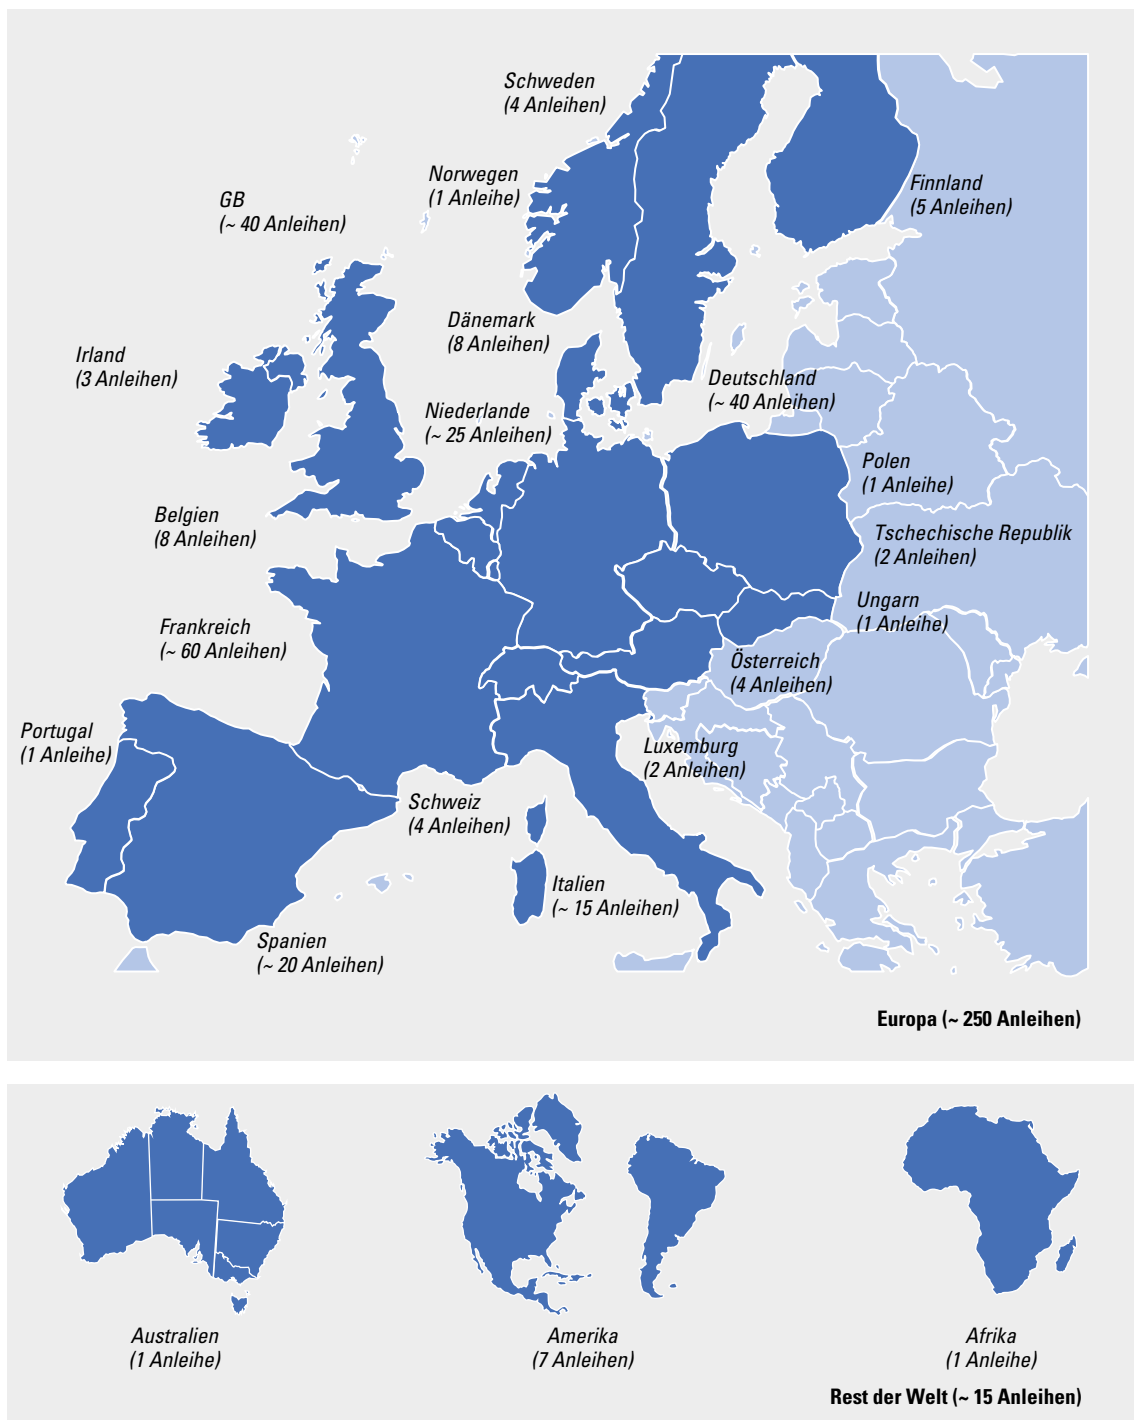 Schweden
(4 Anleihen)
Norwegen
(1 Anleihe)
Finnland
(5 Anleihen)
GB
(~ 40 Anleihen)
Dänemark
(8 Anleihen)
Irland
(3 Anleihen)
Deutschland
(~ 40 Anleihen)
Niederlande
(~ 25 Anleihen)
Polen
(1 Anleihe)
Belgien
(8 Anleihen)
Tschechische Republik
(2 Anleihen)
Ungarn
(1 Anleihe)
Frankreich
(~ 60 Anleihen)
Österreich
(4 Anleihen)
Portugal
(1 Anleihe)
Luxemburg
(2 Anleihen)
Schweiz
(4 Anleihen)
Italien
(~ 15 Anleihen)
Spanien
(~ 20 Anleihen)
Europa (~ 250 Anleihen)
Australien
(1 Anleihe)
Amerika
(7 Anleihen)
Afrika
(1 Anleihe)
Rest der Welt (~ 15 Anleihen)